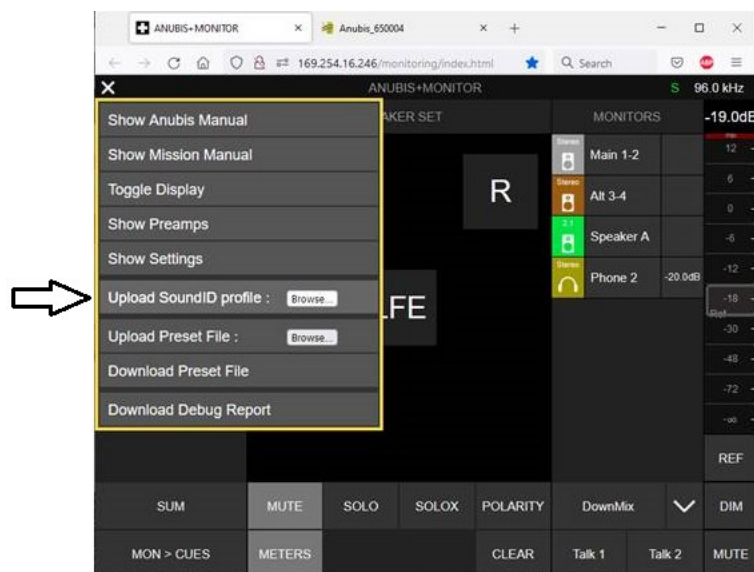 ANUBIS+MONITOR
Anubis_650004
169.254.16.246/monitoring/index.html
Search
ABP
ANUBIS+MONITOR
S 96.0 kHz
Show Anubis Manual
Show Mission Manual
Toggle Display
Show Preamps
Show Settings
Upload SoundID profile : Browse...
Upload Preset File : Browse...
Download Preset File
Download Debug Report
AKER SET
R
LFE
MONITORS
Stereo
Main 1-2
Stereo
Alt 3-4
2.1
Speaker A
Stereo
Phone 2 -20.0dB
-19.0dB
12
6
0
-6
-12
-18
Ref
-30
-48
-72
-∞
REF
SUM MUTE SOLO SOLOX POLARITY DownMix DIM
MON > CUES METERS CLEAR Talk 1 Talk 2 MUTE